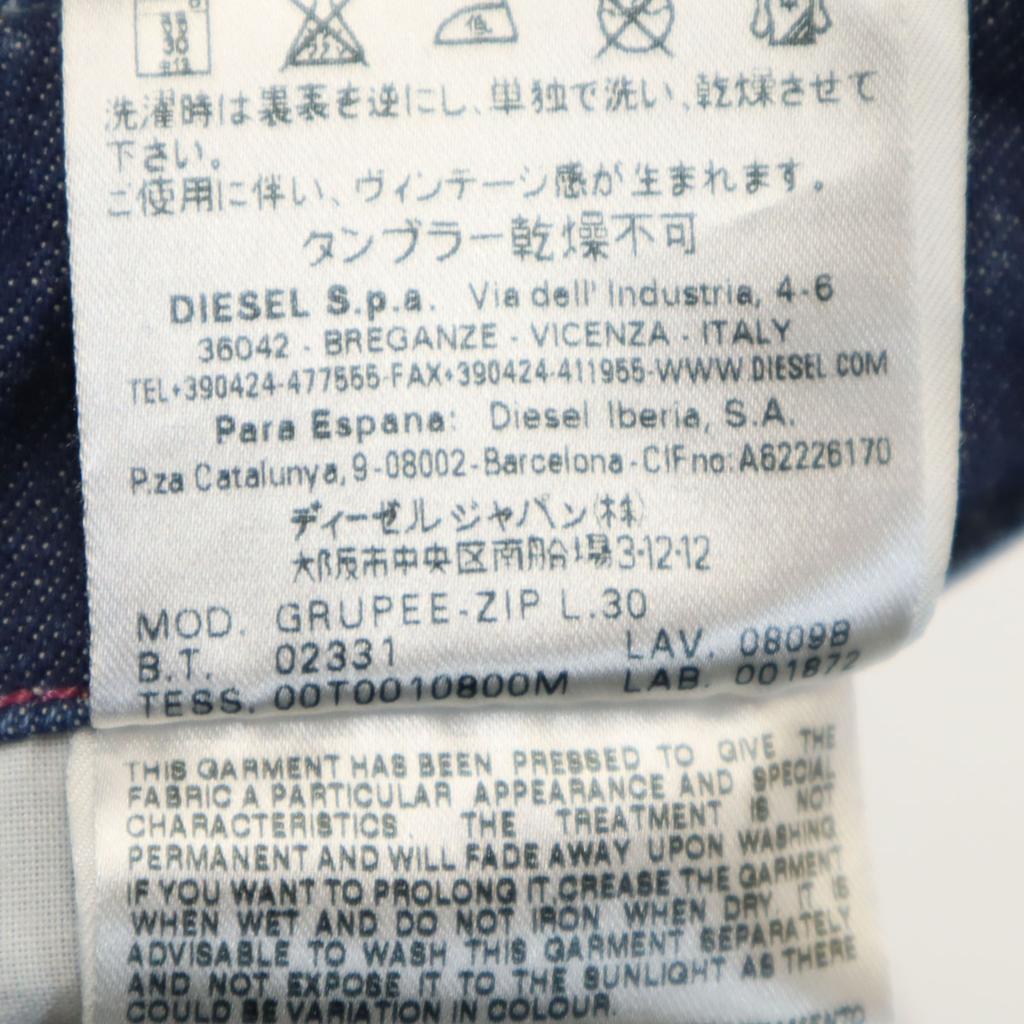 低
洗濯時は裏表を逆にし、単独で洗い、乾燥させて
下さい。
ご使用に伴い、ヴィンテージ感が生まれます。
タンブラー乾燥不可
DIESEL S.p.a. Via dell' Industria, 4-6
36042 - BREGANZE - VICENZA - ITALY
TEL+390424-477555-FAX+390424-411955-WWW.DIESEL.COM
Para Espana: Diesel Iberia, S.A.
P.za Catalunya, 9-08002-Barcelona-CIF no: A62226170
ディーゼルジャパン(株)
大阪市中央区南船場3-12-12
MOD. GRUPEE-ZIP L.30
B.T. 02331 LAV. 0809B
TESS. 00T0010800M LAB. 001872
THIS GARMENT HAS BEEN PRESSED TO GIVE THE
FABRIC A PARTICULAR APPEARANCE AND SPECIAL
CHARACTERISTICS. THE TREATMENT IS NOT
PERMANENT AND WILL FADE AWAY UPON WASHING.
IF YOU WANT TO PROLONG IT CREASE THE GARMENT
WHEN WET AND DO NOT IRON WHEN DRY IT IS
ADVISABLE TO WASH THIS GARMENT SEPARATELY
AND NOT EXPOSE IT TO THE SUNLIGHT AS THERE
COULD BE VARIATION IN COLOUR.